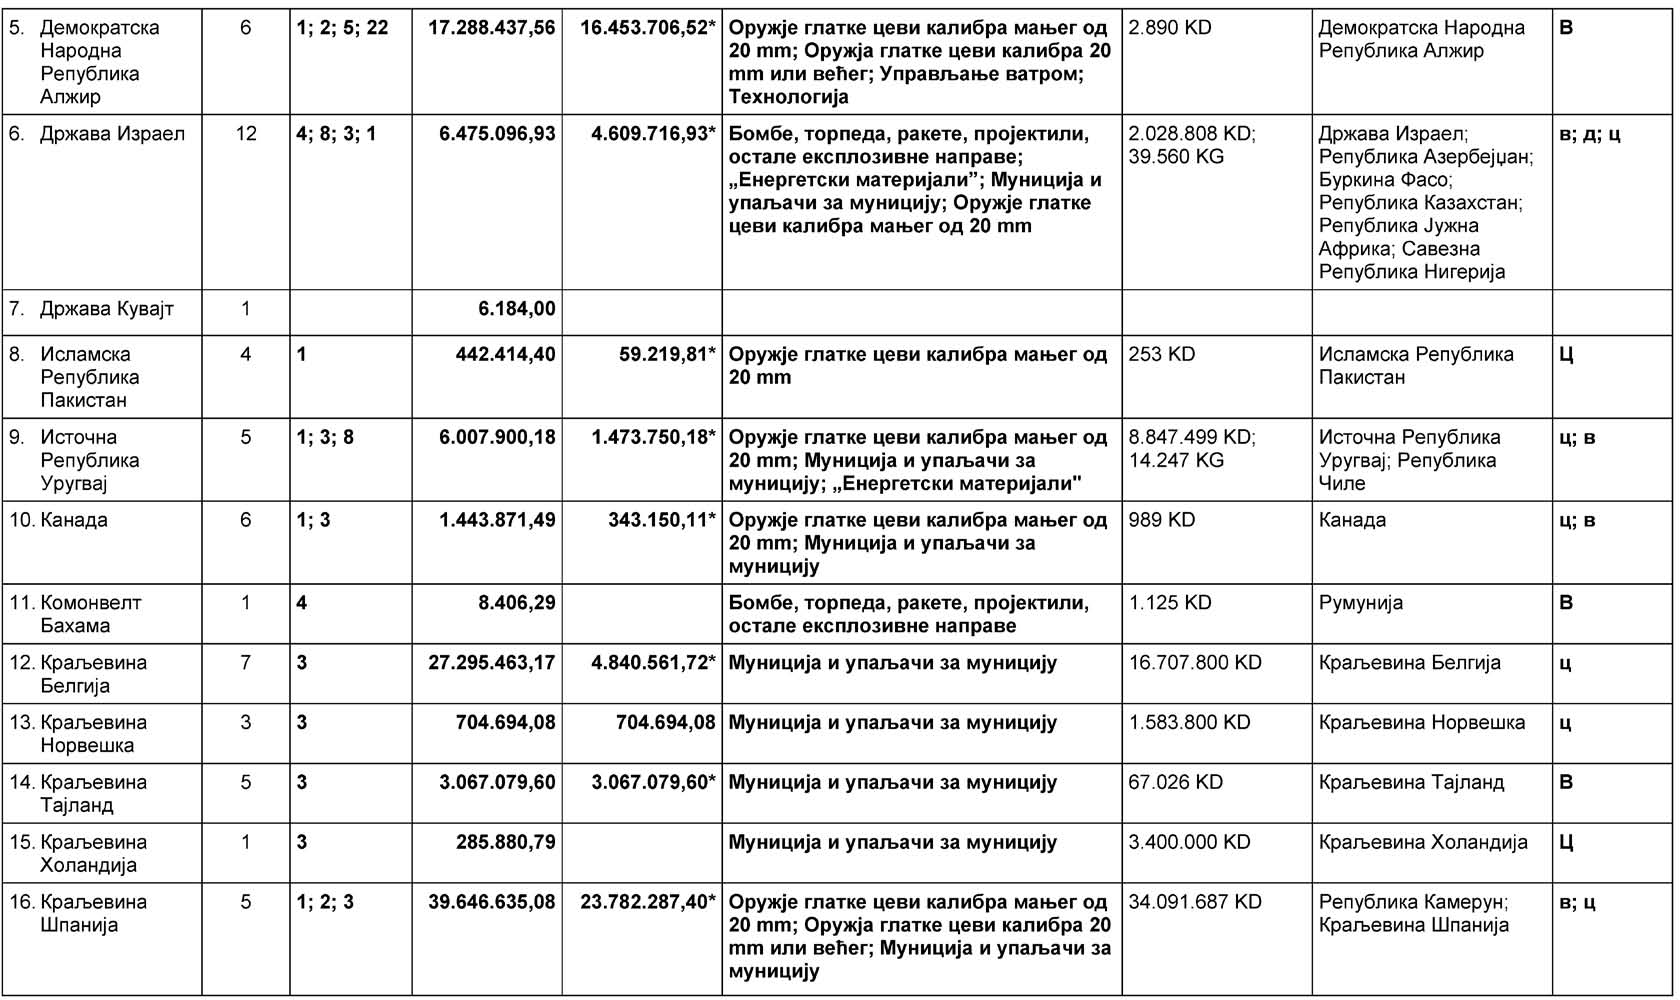 5. Демократска 6 1; 2; 5; 22 17.288.437,56 16.453.706,52* Оружје глатке цеви калибра мањег од 2.890 KD Демократска Народна В
Народна 20 mm; Оружја глатке цеви калибра 20 Република Алжир
Република mm или већег; Управљање ватром;
Алжир Технологија
6. Држава Израел 12 4; 8; 3; 1 6.475.096,93 4.609.716,93* Бомбе, торпеда, ракете, пројектили, 2.028.808 KD; Држава Израел; в; д; ц
остале експлозивне направе; 39.560 KG Република Азербејџан;
„Енергетски материјали”; Муниција и Буркина Фасо;
упаљачи за муницију; Оружје глатке Република Казахстан;
цеви калибра мањег од 20 mm Република Јужна
Африка; Савезна
Република Нигерија
7. Држава Кувајт 1 6.184,00
8. Исламска 4 1 442.414,40 59.219,81* Оружје глатке цеви калибра мањег од 253 KD Исламска Република Ц
Република 20 mm Пакистан
Пакистан
9. Источна 5 1; 3; 8 6.007.900,18 1.473.750,18* Оружје глатке цеви калибра мањег од 8.847.499 KD; Источна Република ц; в
Република 20 mm; Муниција и упаљачи за 14.247 KG Уругвај; Република
Уругвај муницију; „Енергетски материјали" Чиле
10. Канада 6 1; 3 1.443.871,49 343.150,11* Оружје глатке цеви калибра мањег од 989 KD Канада ц; в
20 mm; Муниција и упаљачи за
муницију
11. Комонвелт 1 4 8.406,29 Бомбе, торпеда, ракете, пројектили, 1.125 KD Румунија В
Бахама остале експлозивне направе
12. Краљевина 7 3 27.295.463,17 4.840.561,72* Муниција и упаљачи за муницију 16.707.800 KD Краљевина Белгија ц
Белгија
13. Краљевина 3 3 704.694,08 704.694,08 Муниција и упаљачи за муницију 1.583.800 KD Краљевина Норвешка ц
Норвешка
14. Краљевина 5 3 3.067.079,60 3.067.079,60* Муниција и упаљачи за муницију 67.026 KD Краљевина Тајланд В
Тајланд
15. Краљевина 1 3 285.880,79 Муниција и упаљачи за муницију 3.400.000 KD Краљевина Холандија Ц
Холандија
16. Краљевина 5 1; 2; 3 39.646.635,08 23.782.287,40* Оружје глатке цеви калибра мањег од 34.091.687 KD Република Камерун; в; ц
Шпанија 20 mm; Оружја глатке цеви калибра 20 Краљевина Шпанија
mm или већег; Муниција и упаљачи за
муницију